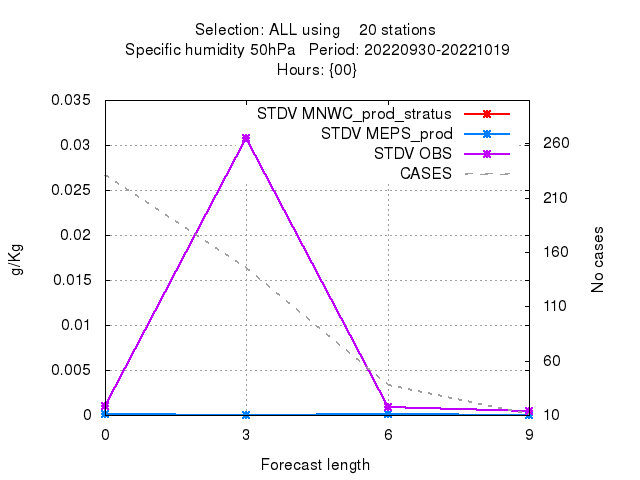 Selection: ALL using    20 stations
Specific humidity 50hPa   Period: 20220930-20221019
Hours: {00}
STDV MNWC_prod_stratus
STDV MEPS_prod
STDV OBS
CASES
0.035
0.03
0.025
0.02
0.015
0.01
0.005
0
g/Kg
260
210
160
110
60
10
No cases
0 3 6 9
Forecast length